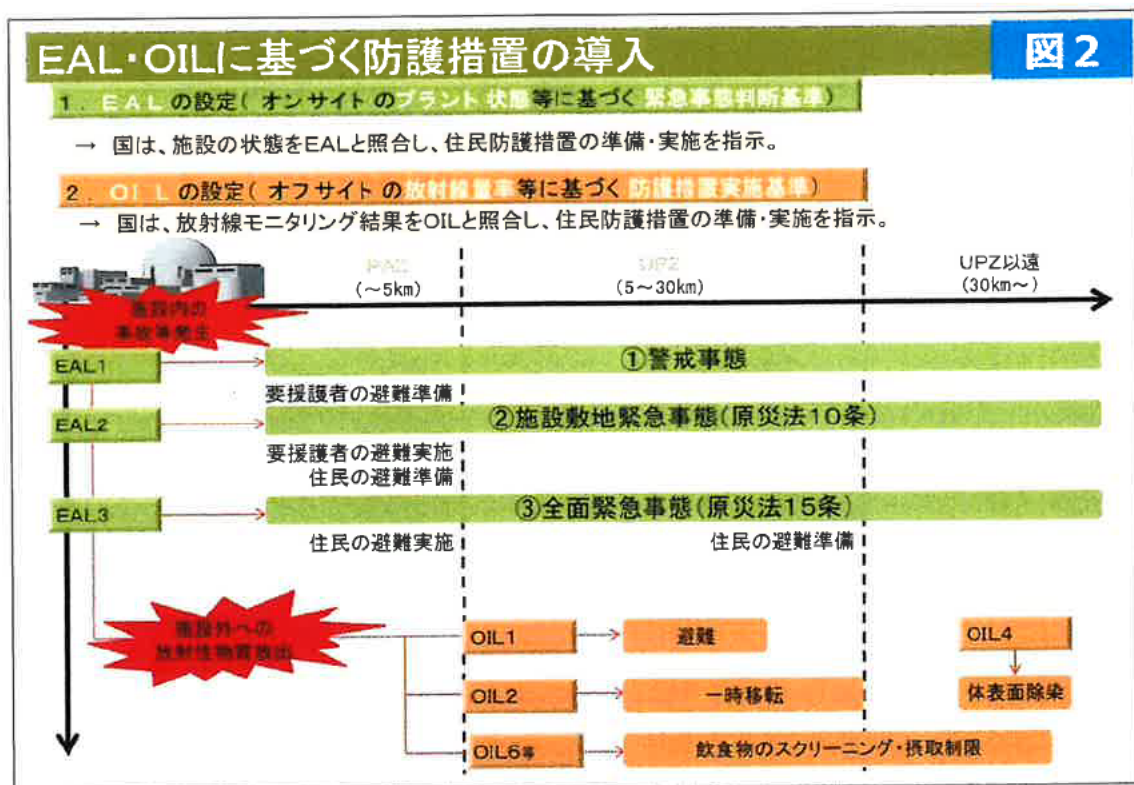 EAL・OILに基づく防護措置の導入
図2
1．EALの設定(オンサイトのプラント状態等に基づく緊急事態判断基準)
→ 国は、施設の状態をEALと照合し、住民防護措置の準備・実施を指示。
2．OILの設定(オフサイトの放射線量率等に基づく防護措置実施基準)
→ 国は、放射線モニタリング結果をOILと照合し、住民防護措置の準備・実施を指示。
PAZ
(～5km)
UPZ
(5～30km)
UPZ以遠
(30km～)
施設内の
事故等発生
EAL1
①警戒事態
要援護者の避難準備
EAL2
②施設敷地緊急事態(原災法10条)
要援護者の避難実施
住民の避難準備
EAL3
③全面緊急事態(原災法15条)
住民の避難実施
住民の避難準備
施設外への
放射性物質放出
OIL1
避難
OIL4
OIL2
一時移転
体表面除染
OIL6等
飲食物のスクリーニング・摂取制限